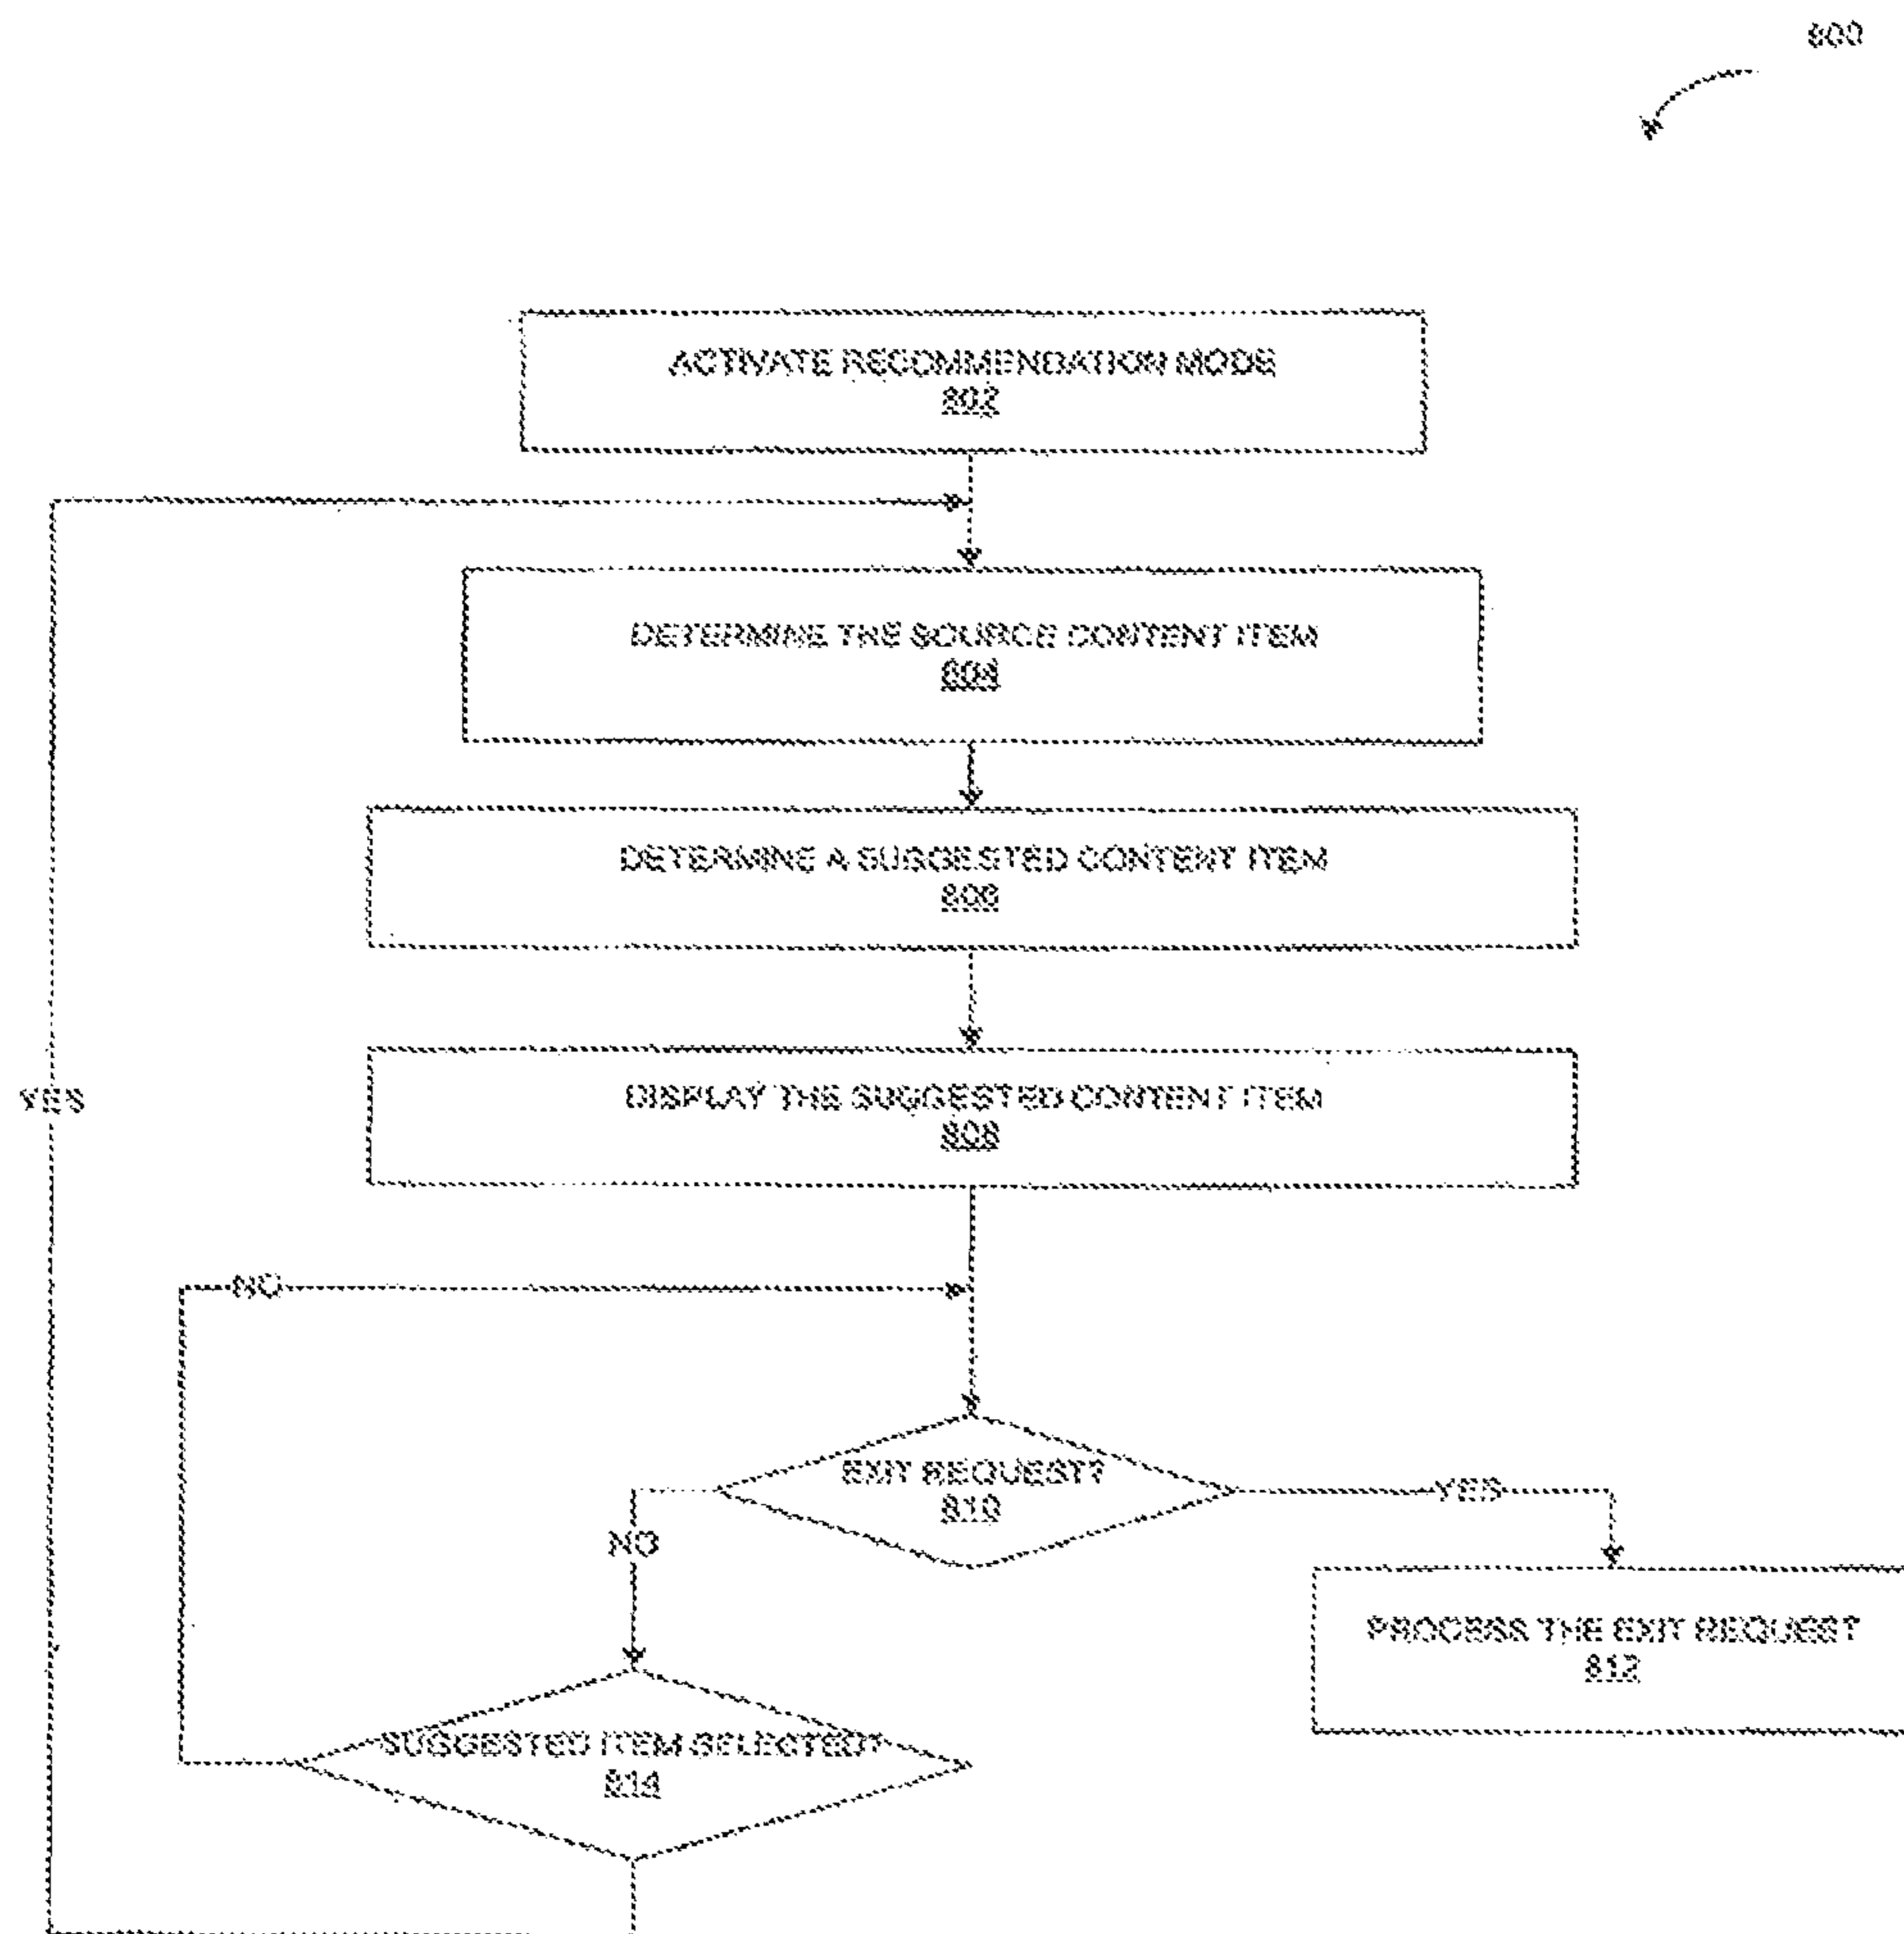 800
ACTIVATE RECOMMENDATION MODE
802
DETERMINE THE SOURCE CONTENT ITEM
804
DETERMINE A SUGGESTED CONTENT ITEM
806
DISPLAY THE SUGGESTED CONTENT ITEM
808
YES
NO
EXIT REQUEST?
810
YES
NO
PROCESS THE EXIT REQUEST
812
SUGGESTED ITEM SELECTED?
814